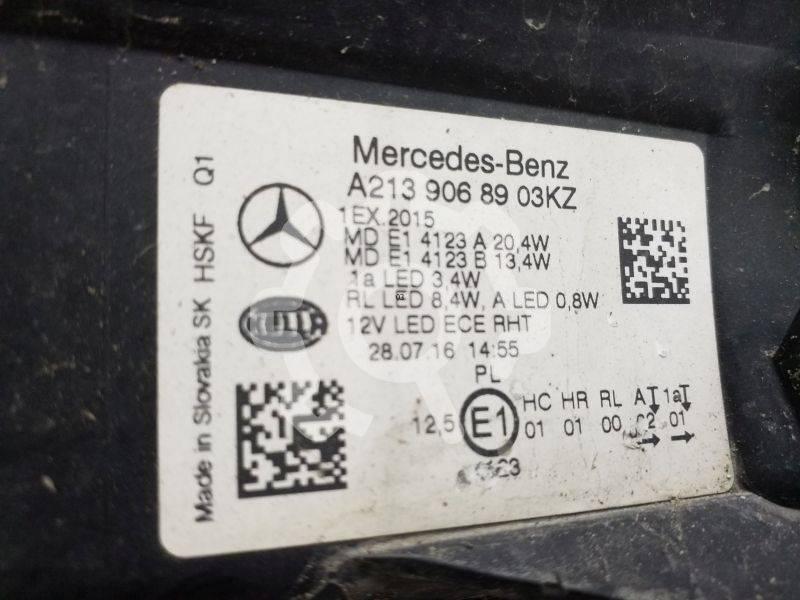 Mercedes-Benz
A213 906 89 03KZ
1EX.2015
MD E1 4123 A 20,4W
MD E1 4123 B 13,4W
1a LED 3,4W
RL LED 8,4W, A LED 0,8W
12V LED ECE RHT
28.07.16 14:55
PL
HC HR RL AT 1aT
12,5 E1 01 01 00 02 01
Made in Slovakia SK HSKF Q1